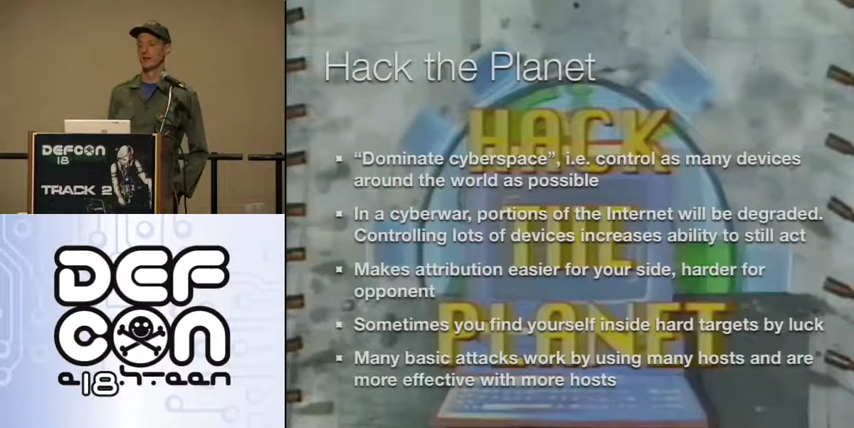 DEFCON
18
TRACK 2
DEF
CON
e18hteen
Hack the Planet
HACK
THE
PLANET
“Dominate cyberspace”, i.e. control as many devices
around the world as possible
In a cyberwar, portions of the Internet will be degraded.
Controlling lots of devices increases ability to still act
Makes attribution easier for your side, harder for
opponent
Sometimes you find yourself inside hard targets by luck
Many basic attacks work by using many hosts and are
more effective with more hosts